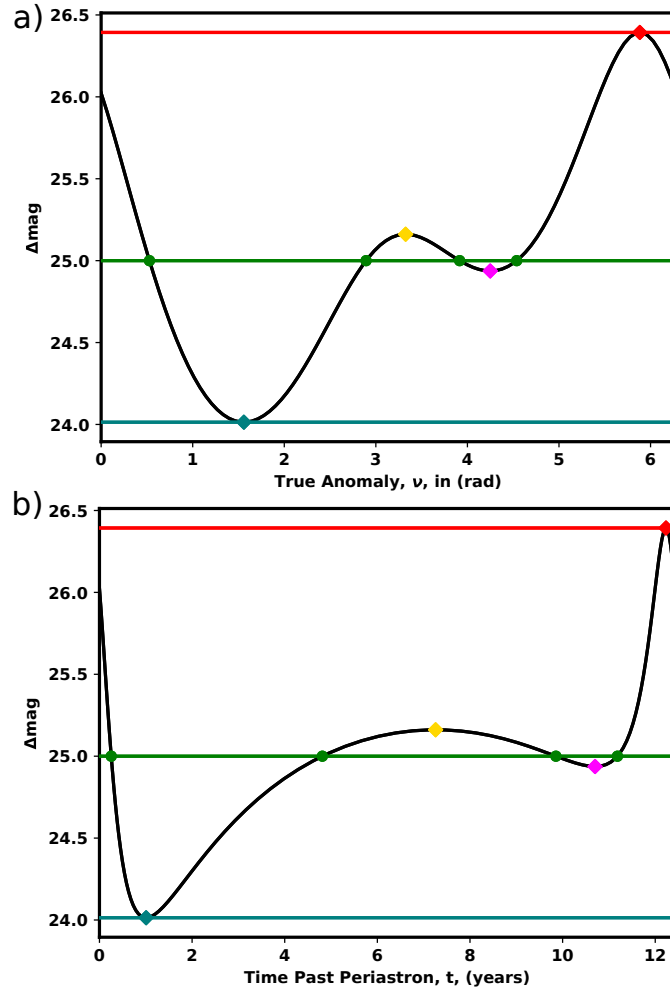 a)
26.5
26.0
25.5
25.0
24.5
24.0
Δmag
0 1 2 3 4 5 6
True Anomaly, ν, in (rad)
b)
26.5
26.0
25.5
25.0
24.5
24.0
Δmag
0 2 4 6 8 10 12
Time Past Periastron, t, (years)